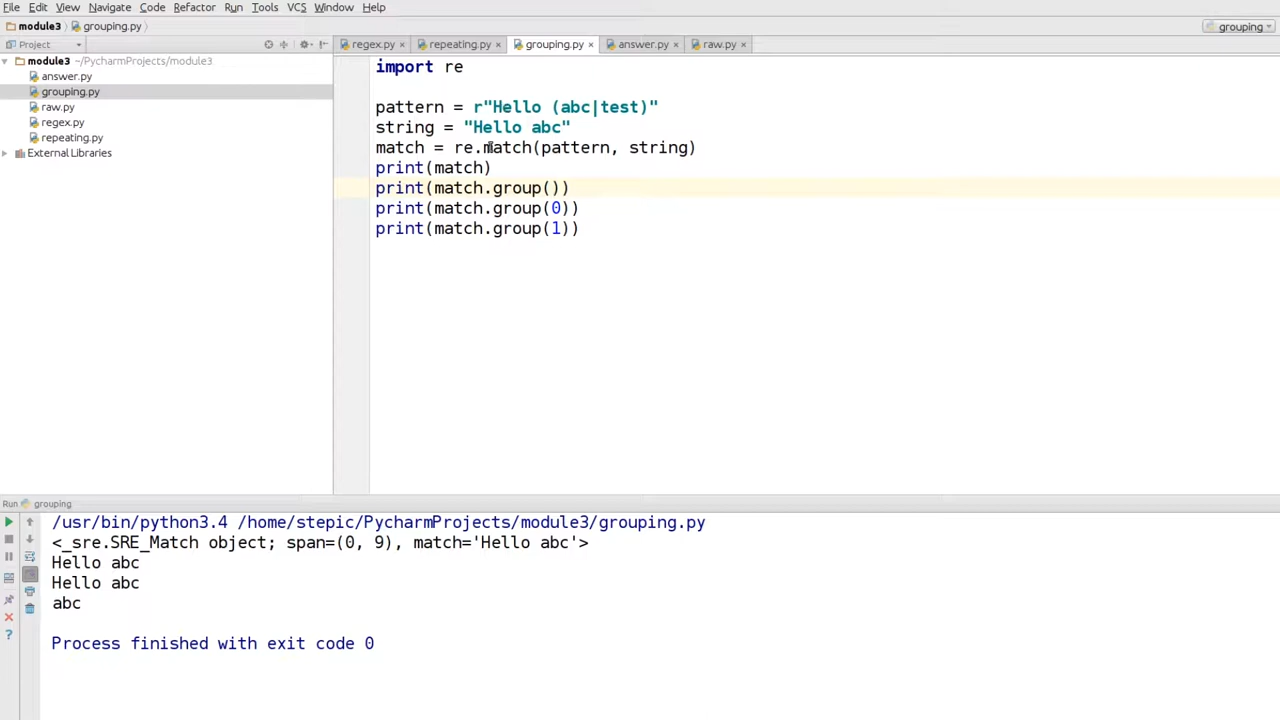 File Edit View Navigate Code Refactor Run Tools VCS Window Help
module3 grouping.py grouping
Project
regex.py repeating.py grouping.py answer.py raw.py
module3 ~/PycharmProjects/module3
answer.py
grouping.py
raw.py
regex.py
repeating.py
External Libraries
import re
pattern = r"Hello (abc|test)"
string = "Hello abc"
match = re.match(pattern, string)
print(match)
print(match.group())
print(match.group(0))
print(match.group(1))
Run grouping
/usr/bin/python3.4 /home/stepic/PycharmProjects/module3/grouping.py
<_sre.SRE_Match object; span=(0, 9), match='Hello abc'>
Hello abc
Hello abc
abc
Process finished with exit code 0